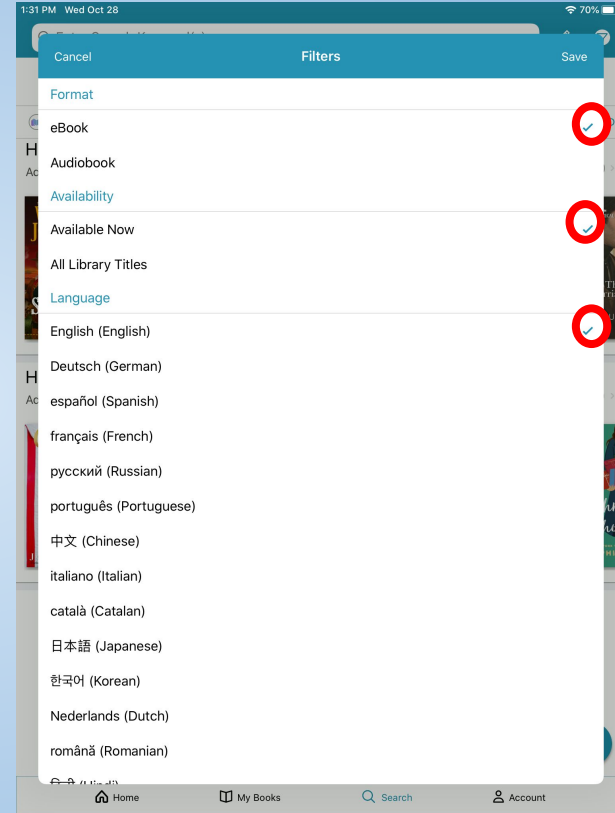 1:31 PM Wed Oct 28 70%
Cancel Filters Save
Format
eBook
Audiobook
Availability
Available Now
All Library Titles
Language
English (English)
Deutsch (German)
español (Spanish)
français (French)
русский (Russian)
português (Portuguese)
中文 (Chinese)
italiano (Italian)
català (Catalan)
日本語 (Japanese)
한국어 (Korean)
Nederlands (Dutch)
română (Romanian)
Home My Books Search Account